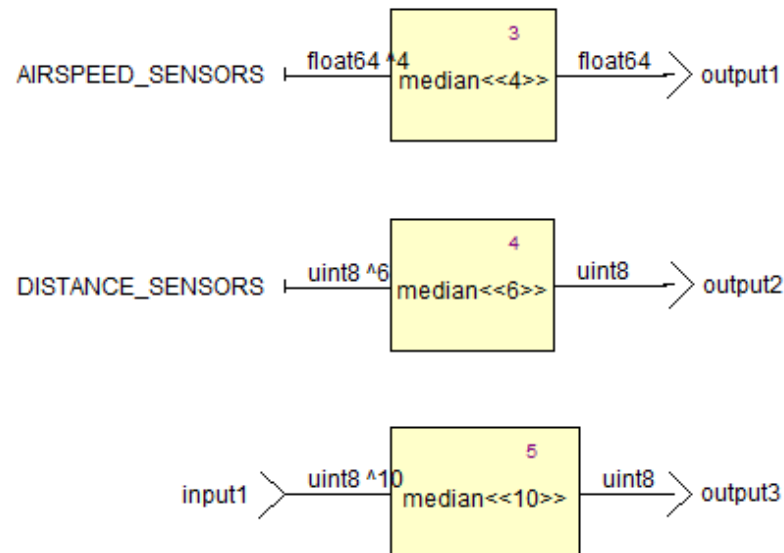 3
AIRSPEED_SENSORS float64 ^4 median<<4>> float64 output1
4
DISTANCE_SENSORS uint8 ^6 median<<6>> uint8 output2
5
input1 uint8 ^10 median<<10>> uint8 output3